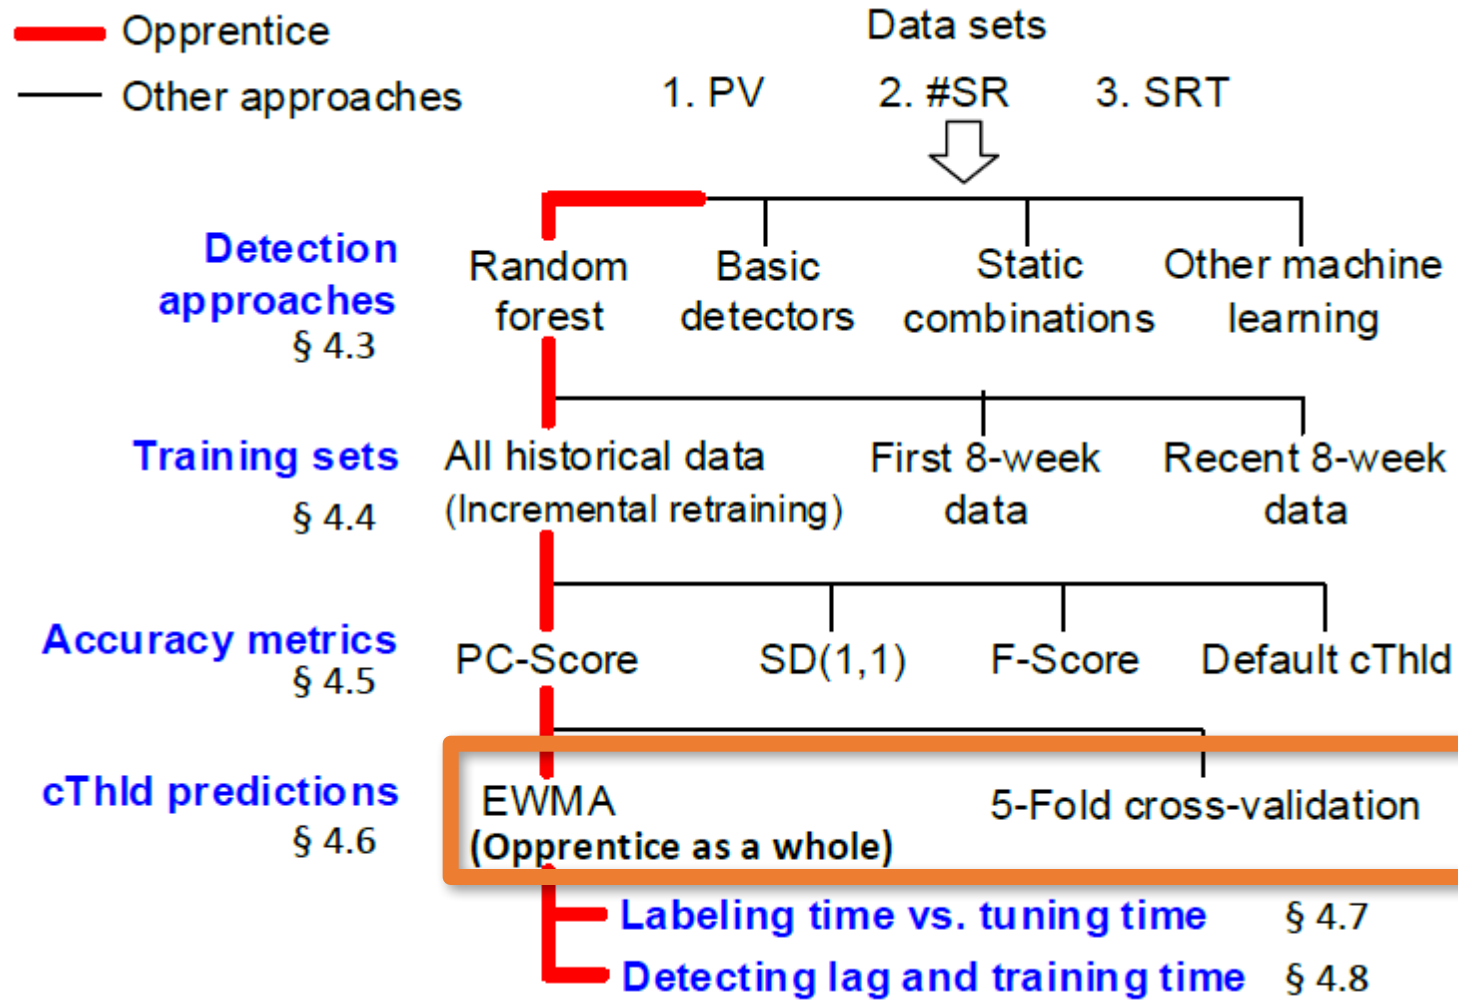 Opprentice
Other approaches
Data sets
1. PV 2. #SR 3. SRT
Detection
approaches
§ 4.3
Random
forest
Basic
detectors
Static
combinations
Other machine
learning
Training sets
§ 4.4
All historical data
(Incremental retraining)
First 8-week
data
Recent 8-week
data
Accuracy metrics
§ 4.5
PC-Score
SD(1,1)
F-Score
Default cThld
cThld predictions
§ 4.6
EWMA
(Opprentice as a whole)
5-Fold cross-validation
Labeling time vs. tuning time § 4.7
Detecting lag and training time § 4.8